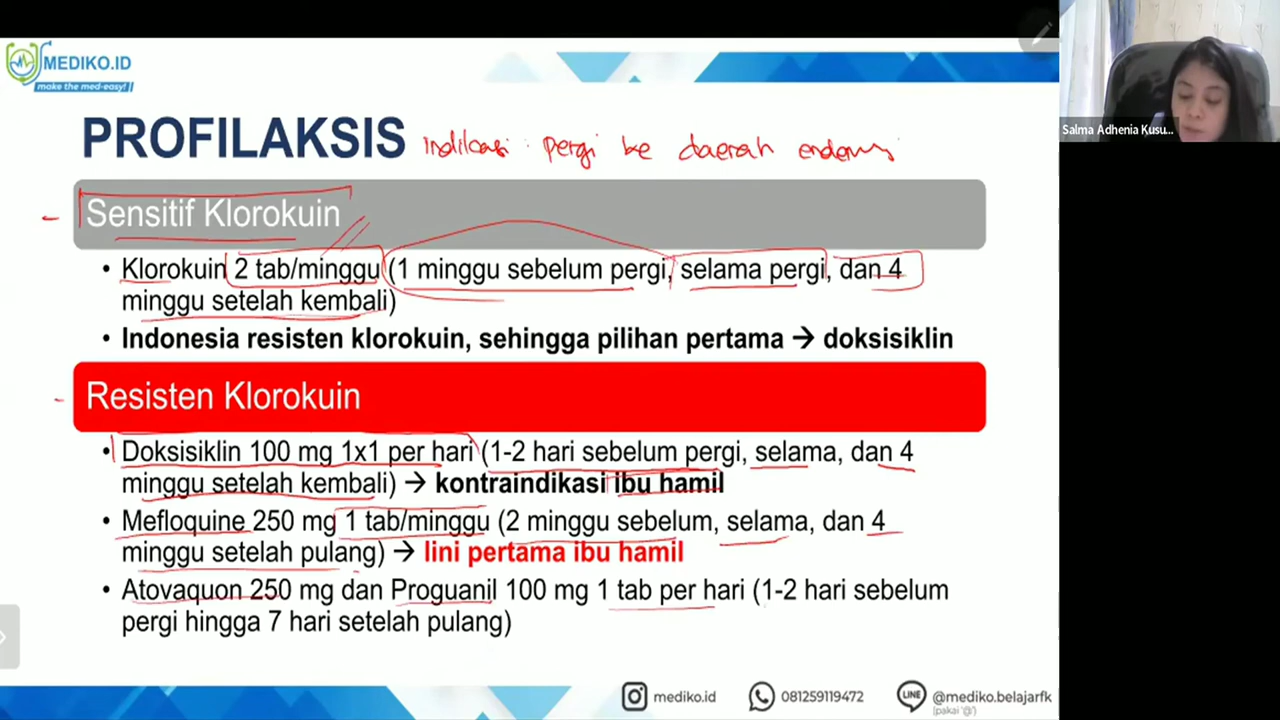 MEDIKO.ID
make the med-easy!
PROFILAKSIS indikasi : pergi ke daerah endemis
Salma Adhenia Kusu...
Sensitif Klorokuin
• Klorokuin 2 tab/minggu (1 minggu sebelum pergi, selama pergi, dan 4
minggu setelah kembali)
• Indonesia resisten klorokuin, sehingga pilihan pertama → doksisiklin
Resisten Klorokuin
• Doksisiklin 100 mg 1x1 per hari (1-2 hari sebelum pergi, selama, dan 4
minggu setelah kembali) → kontraindikasi ibu hamil
• Mefloquine 250 mg 1 tab/minggu (2 minggu sebelum, selama, dan 4
minggu setelah pulang) → lini pertama ibu hamil
• Atovaquon 250 mg dan Proguanil 100 mg 1 tab per hari (1-2 hari sebelum
pergi hingga 7 hari setelah pulang)
mediko.id 081259119472 LINE @mediko.belajarfk
(pakai '@')